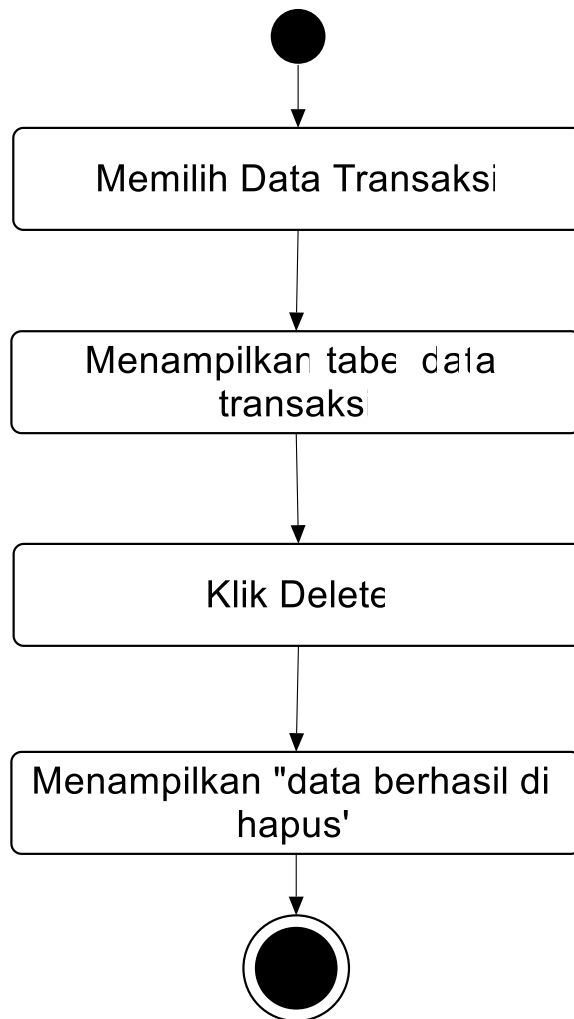 Memilih Data Transaksi
Menampilkan tabel data
transaksi
Klik Delete
Menampilkan "data berhasil di
hapus"